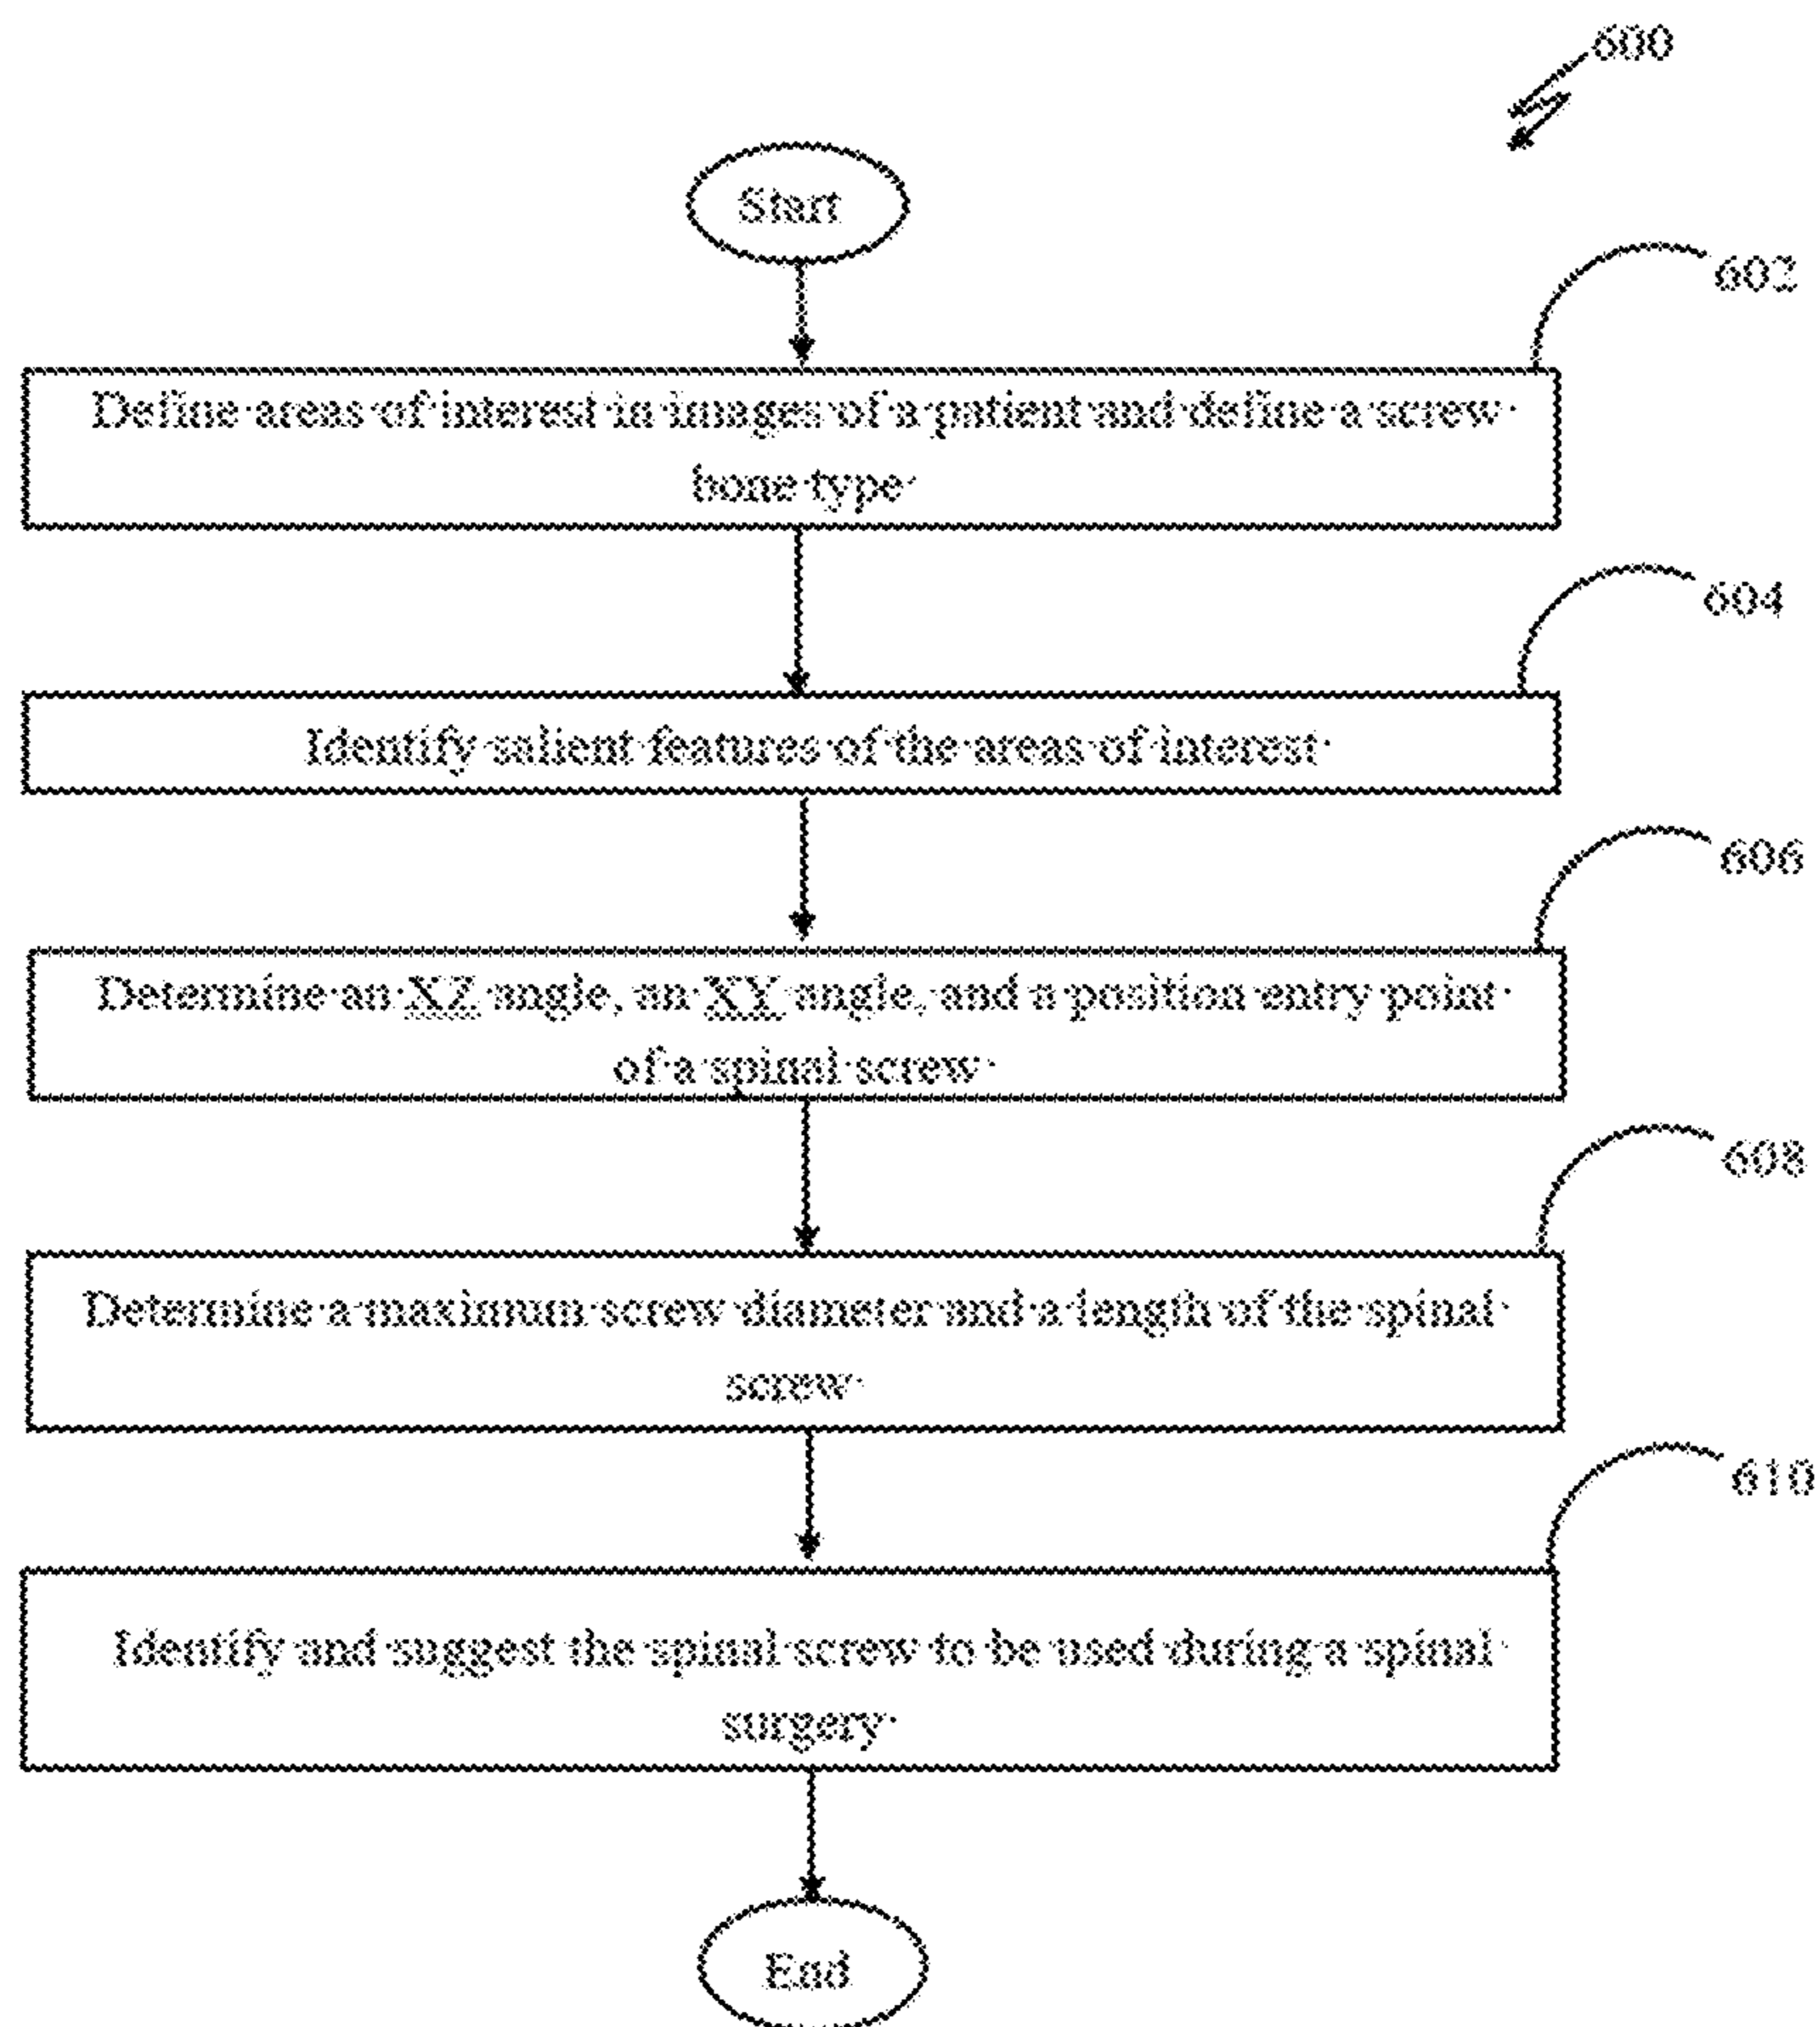 600
Start
602
Define areas of interest in images of a patient and define a screw
bone type
604
Identify salient features of the areas of interest
606
Determine an XZ angle, an XY angle, and a position entry point
of a spinal screw
608
Determine a maximum screw diameter and a length of the spinal
screw
610
Identify and suggest the spinal screw to be used during a spinal
surgery
End